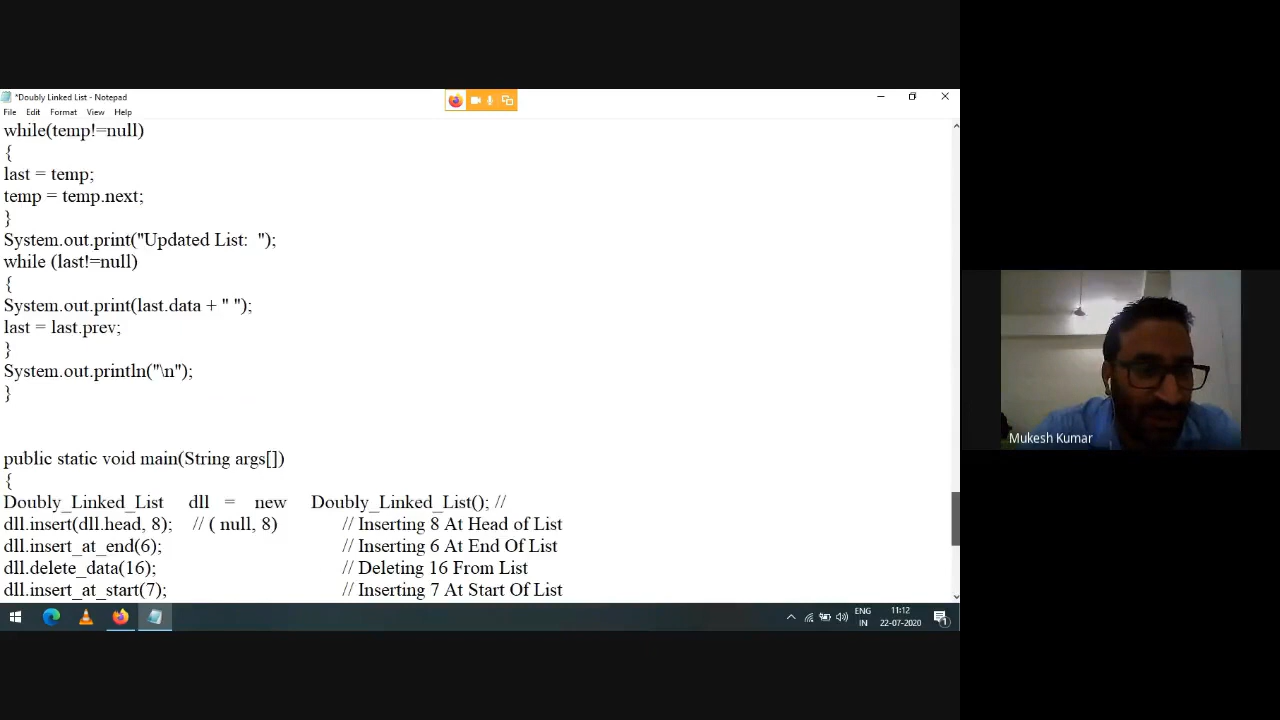 *Doubly Linked List - Notepad
File Edit Format View Help
while(temp!=null)
{
last = temp;
temp = temp.next;
}
System.out.print("Updated List:  ");
while (last!=null)
{
System.out.print(last.data + " ");
last = last.prev;
}
System.out.println("\n");
}
public static void main(String args[])
{
Doubly_Linked_List dll = new Doubly_Linked_List(); //
dll.insert(dll.head, 8); // ( null, 8) // Inserting 8 At Head of List
dll.insert_at_end(6); // Inserting 6 At End Of List
dll.delete_data(16); // Deleting 16 From List
dll.insert_at_start(7); // Inserting 7 At Start Of List
Mukesh Kumar
ENG
IN
11:12
22-07-2020
1